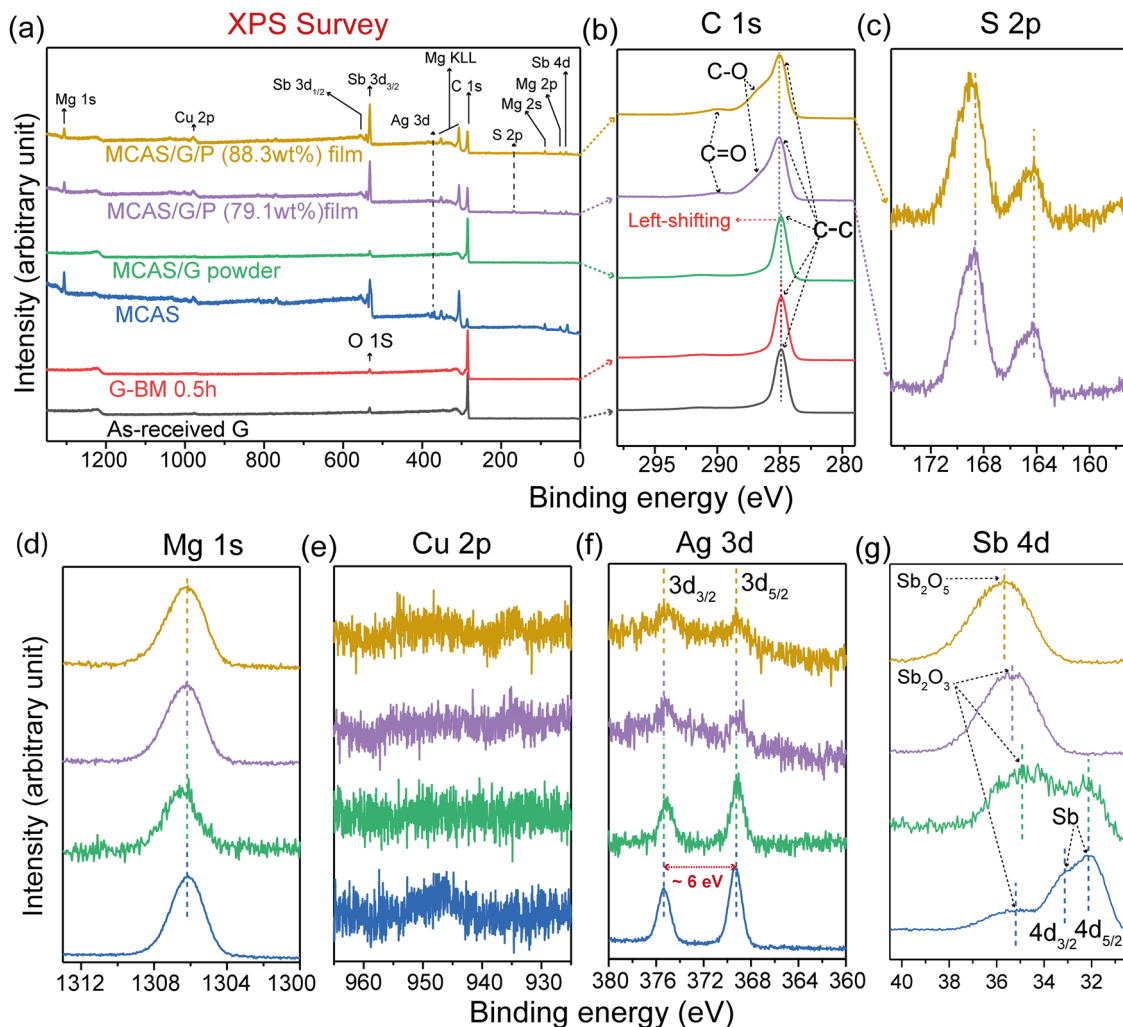 (a)
XPS Survey
Mg 1s
Cu 2p
Sb 3d1/2
Sb 3d3/2
Ag 3d
Mg KLL
C 1s
S 2p
Mg 2s
Mg 2p
Sb 4d
MCAS/G/P (88.3wt%) film
MCAS/G/P (79.1wt%)film
MCAS/G powder
MCAS
O 1S
G-BM 0.5h
As-received G
1200 1000 800 600 400 200 0
Intensity (arbitrary unit)
(b)
C 1s
C-O
C=O
Left-shifting
C-C
295 290 285 280
(c)
S 2p
172 168 164 160
Binding energy (eV)
(d)
Mg 1s
1312 1308 1304 1300
Intensity (arbitrary unit)
(e)
Cu 2p
960 950 940 930
(f)
Ag 3d
3d3/2
3d5/2
~ 6 eV
380 376 372 368 364 360
(g)
Sb 4d
Sb2O5
Sb2O3
Sb
4d3/2
4d5/2
40 38 36 34 32
Binding energy (eV)